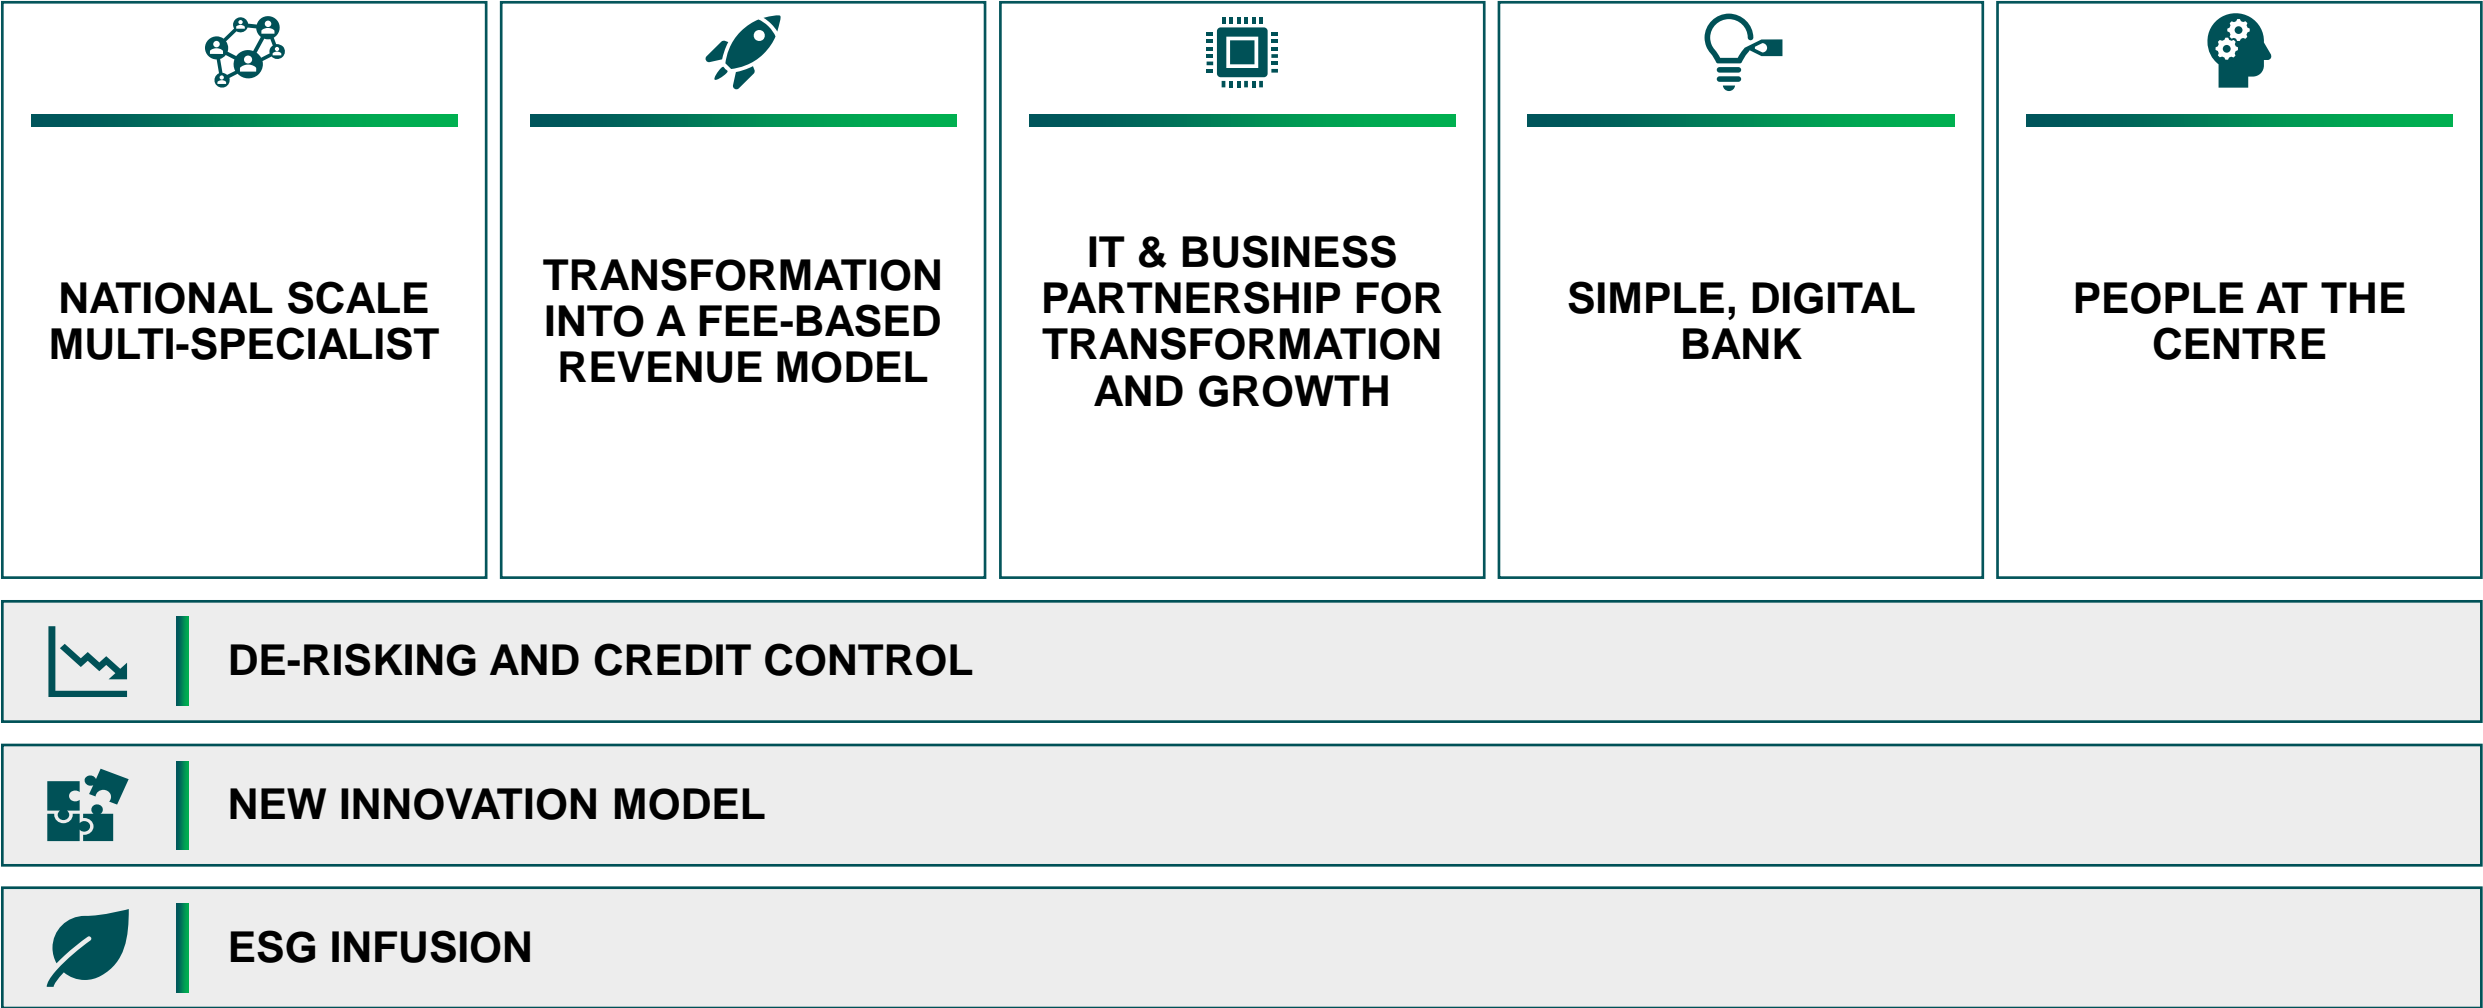 NATIONAL SCALE
MULTI-SPECIALIST
TRANSFORMATION
INTO A FEE-BASED
REVENUE MODEL
IT & BUSINESS
PARTNERSHIP FOR
TRANSFORMATION
AND GROWTH
SIMPLE, DIGITAL
BANK
PEOPLE AT THE
CENTRE
DE-RISKING AND CREDIT CONTROL
NEW INNOVATION MODEL
ESG INFUSION